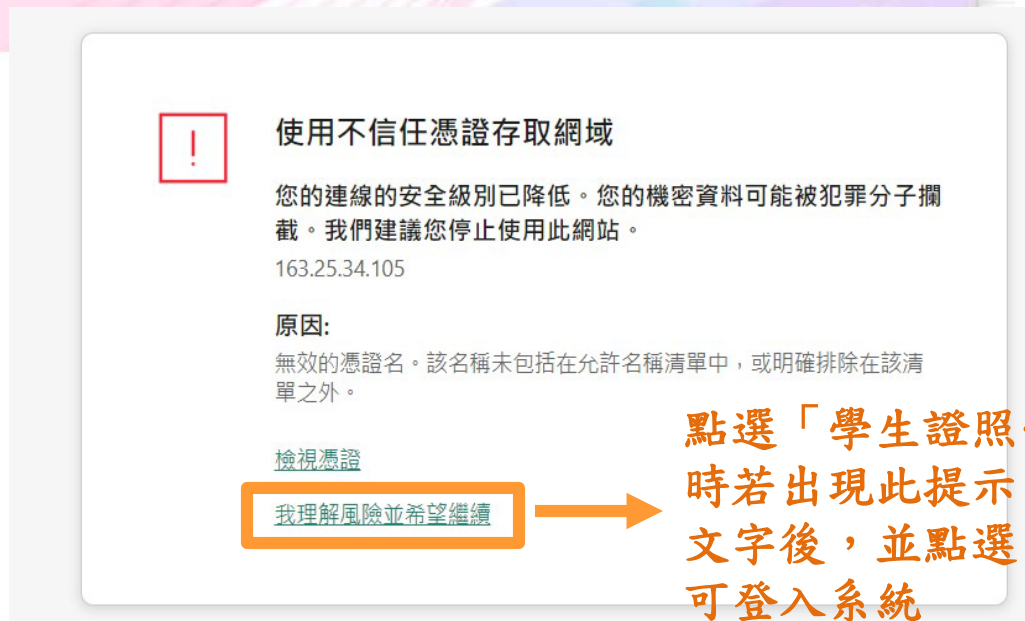 !
使用不信任憑證存取網域
您的連線的安全級別已降低。您的機密資料可能被犯罪分子攔
截。我們建議您停止使用此網站。
163.25.34.105
原因:
無效的憑證名。該名稱未包括在允許名稱清單中，或明確排除在該清
單之外。
檢視憑證
我理解風險並希望繼續
點選「學生證照
時若出現此提示
文字後，並點選
可登入系統